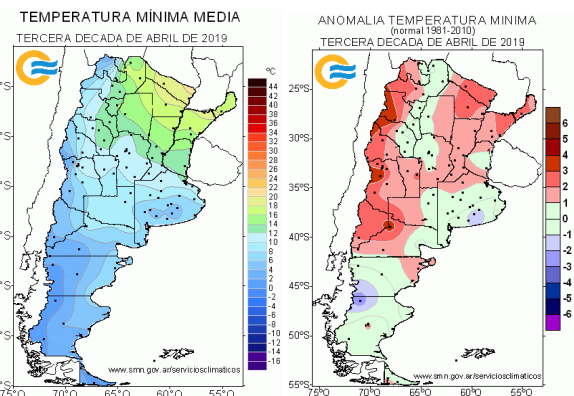 TEMPERATURA MÍNIMA MEDIA
TERCERA DECADA DE ABRIL DE 2019
ºC
44
42
40
38
36
34
32
30
28
26
24
22
20
18
16
14
12
10
8
6
4
2
0
-2
-4
-6
-8
-10
-12
-14
-16
www.smn.gov.ar/serviciosclimaticos
75°O
70°O
65°O
60°O
55°O
ANOMALIA TEMPERATURA MINIMA
(normal 1981-2010)
TERCERA DECADA DE ABRIL DE 2019
25°S
30°S
35°S
40°S
45°S
50°S
55°S
6
5
4
3
2
1
0
-1
-2
-3
-4
-5
-6
www.smn.gov.ar/serviciosclimaticos
75°O
70°O
65°O
60°O
55°O